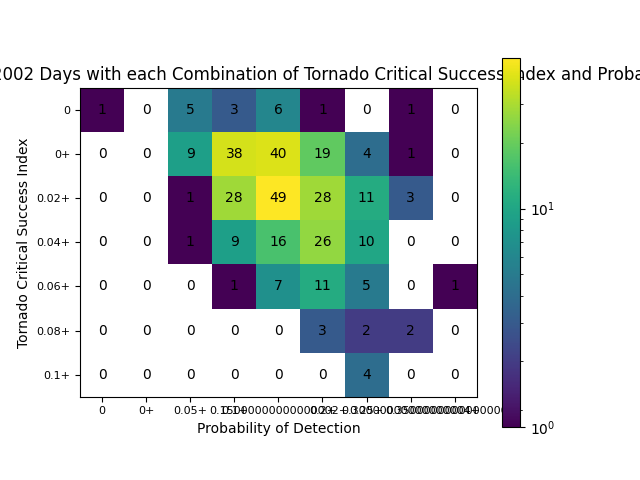 2002 Days with each Combination of Tornado Critical Success Index and Proba
0 1 0 5 3 6 1 0 1 0
0+ 0 0 9 38 40 19 4 1 0
0.02+ 0 0 1 28 49 28 11 3 0
0.04+ 0 0 1 9 16 26 10 0 0
0.06+ 0 0 0 1 7 11 5 0 1
0.08+ 0 0 0 0 0 3 2 2 0
0.1+ 0 0 0 0 0 0 4 0 0
0 0+ 0.05+
Probability of Detection
Tornado Critical Success Index
10¹
10⁰